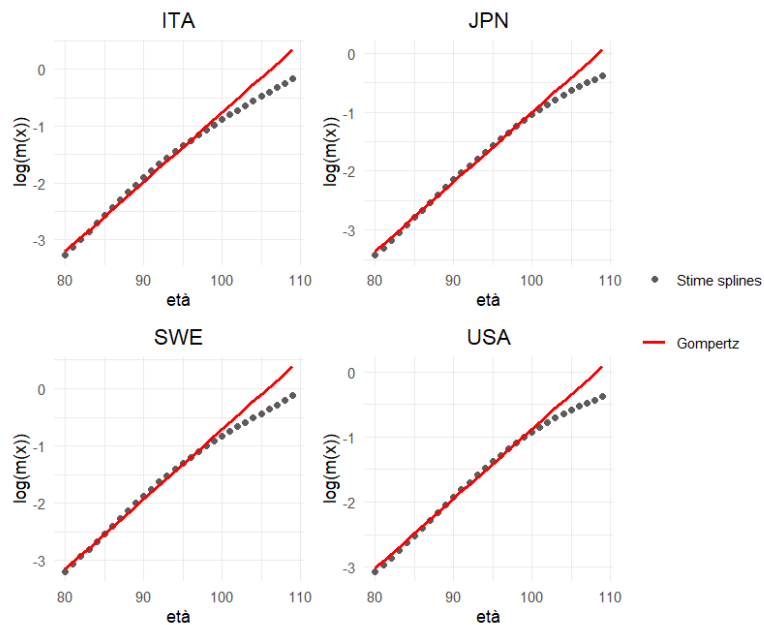 ITA
JPN
0
-1
-2
-3
log(m(x))
80 90 100 110
età
0
-1
-2
-3
log(m(x))
80 90 100 110
età
Stime splines
Gompertz
SWE
USA
0
-1
-2
-3
log(m(x))
80 90 100 110
età
0
-1
-2
-3
log(m(x))
80 90 100 110
età